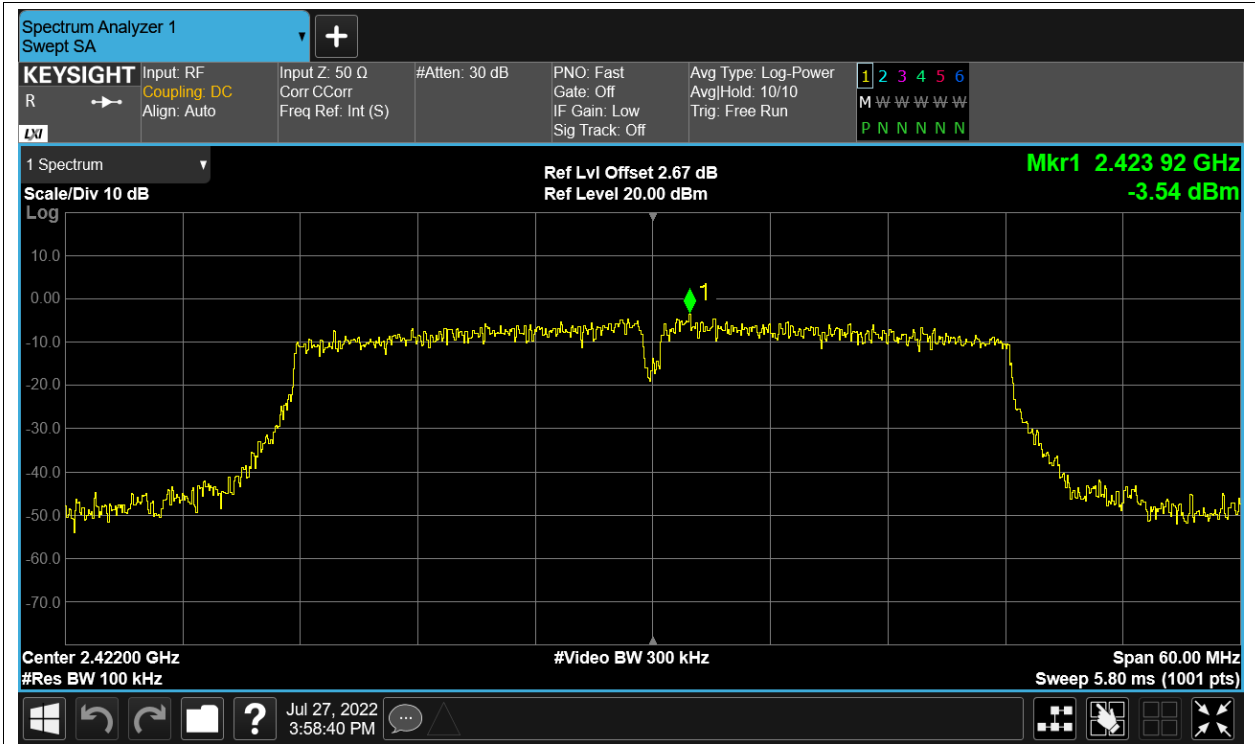 Spectrum Analyzer 1
Swept SA
KEYSIGHT
R
LXI
Input: RF
Coupling: DC
Align: Auto
Input Z: 50 Ω
Corr CCorr
Freq Ref: Int (S)
#Atten: 30 dB
PNO: Fast
Gate: Off
IF Gain: Low
Sig Track: Off
Avg Type: Log-Power
Avg|Hold: 10/10
Trig: Free Run
1 2 3 4 5 6
M W W W W W
P N N N N N
1 Spectrum
Scale/Div 10 dB
Log
Ref Lvl Offset 2.67 dB
Ref Level 20.00 dBm
Mkr1 2.423 92 GHz
-3.54 dBm
1
10.0
0.00
-10.0
-20.0
-30.0
-40.0
-50.0
-60.0
-70.0
Center 2.42200 GHz
#Res BW 100 kHz
#Video BW 300 kHz
Span 60.00 MHz
Sweep 5.80 ms (1001 pts)
?
Jul 27, 2022
3:58:40 PM